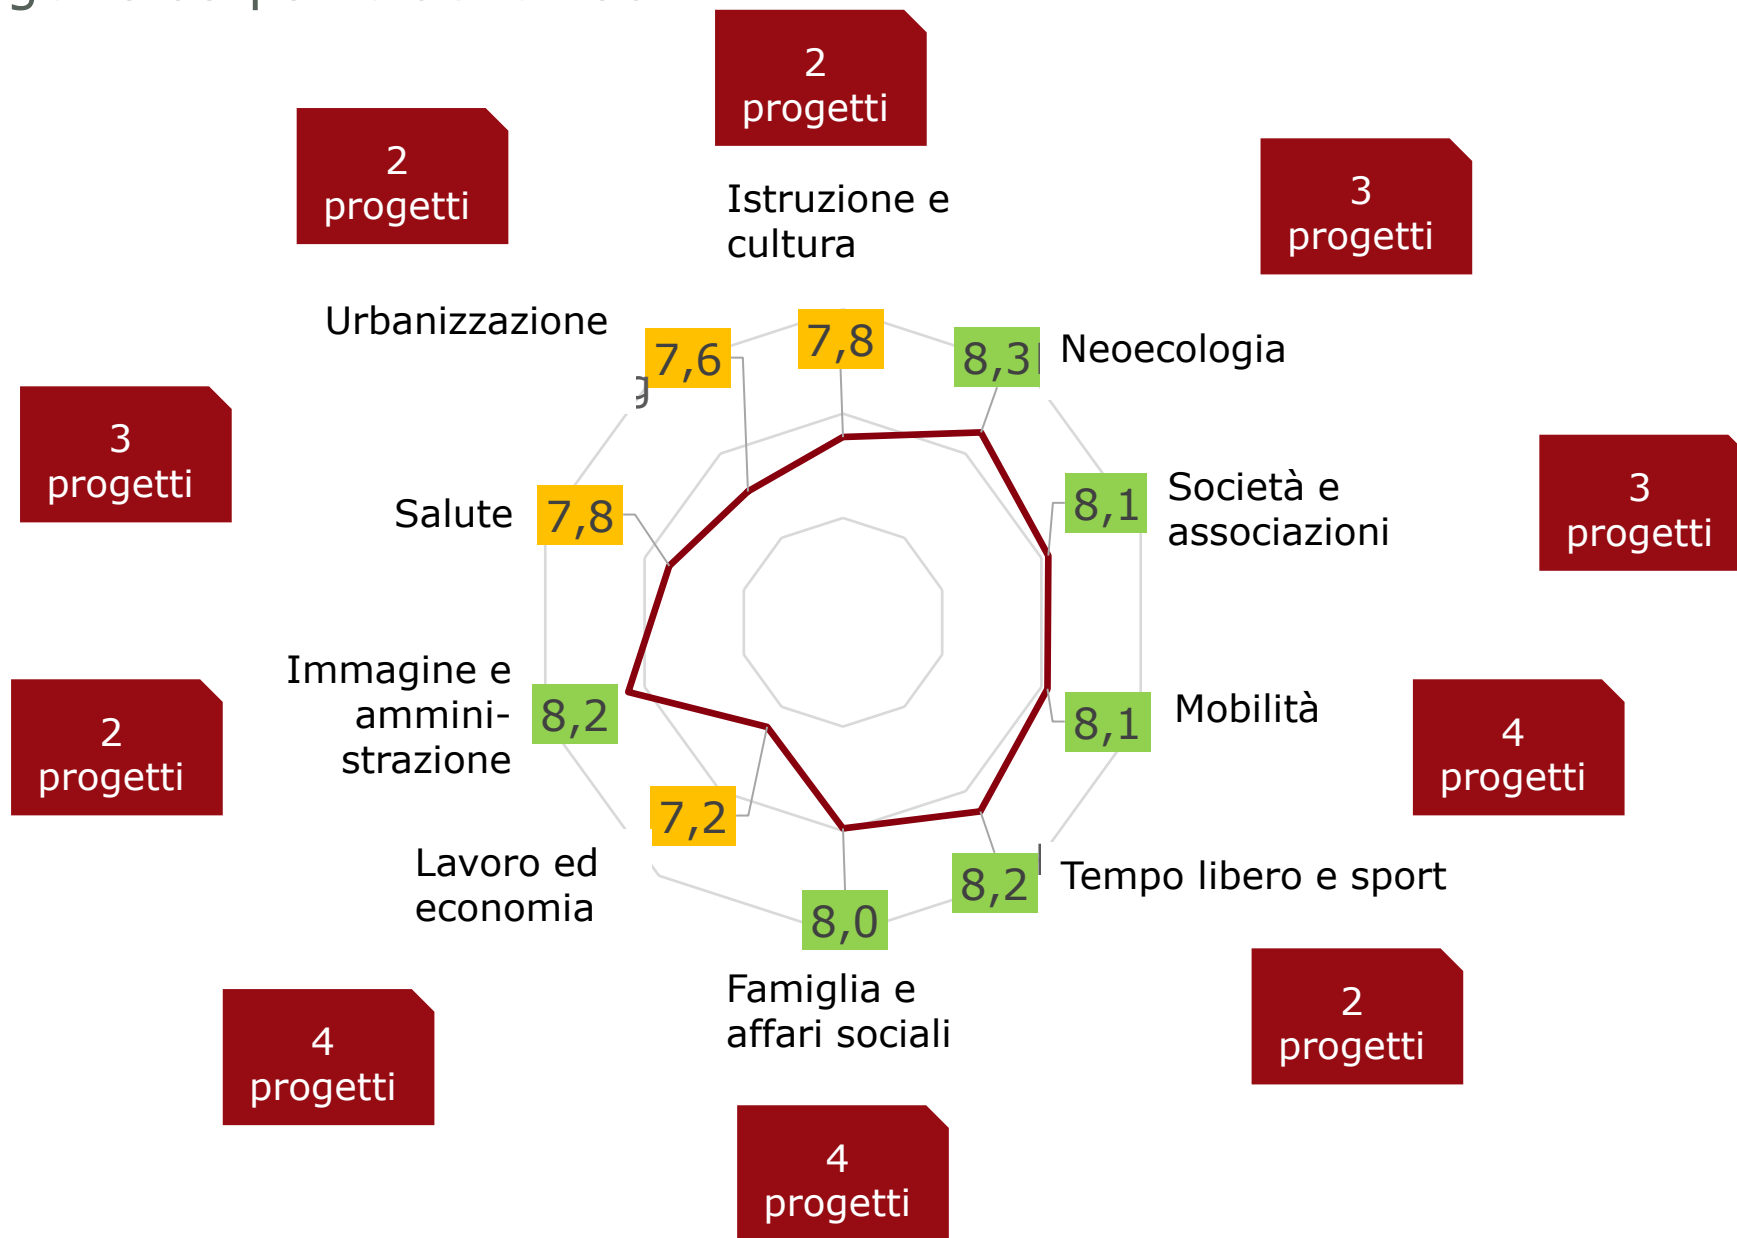 2
progetti
2
progetti
3
progetti
Istruzione e
cultura
Urbanizzazione
7,6
7,8
8,3
Neoecologia
3
progetti
Salute
7,8
8,1
Società e
associazioni
3
progetti
Immagine e
ammini-
strazione
8,2
8,1
Mobilità
2
progetti
4
progetti
7,2
Lavoro ed
economia
8,0
8,2
Tempo libero e sport
Famiglia e
affari sociali
4
progetti
2
progetti
4
progetti